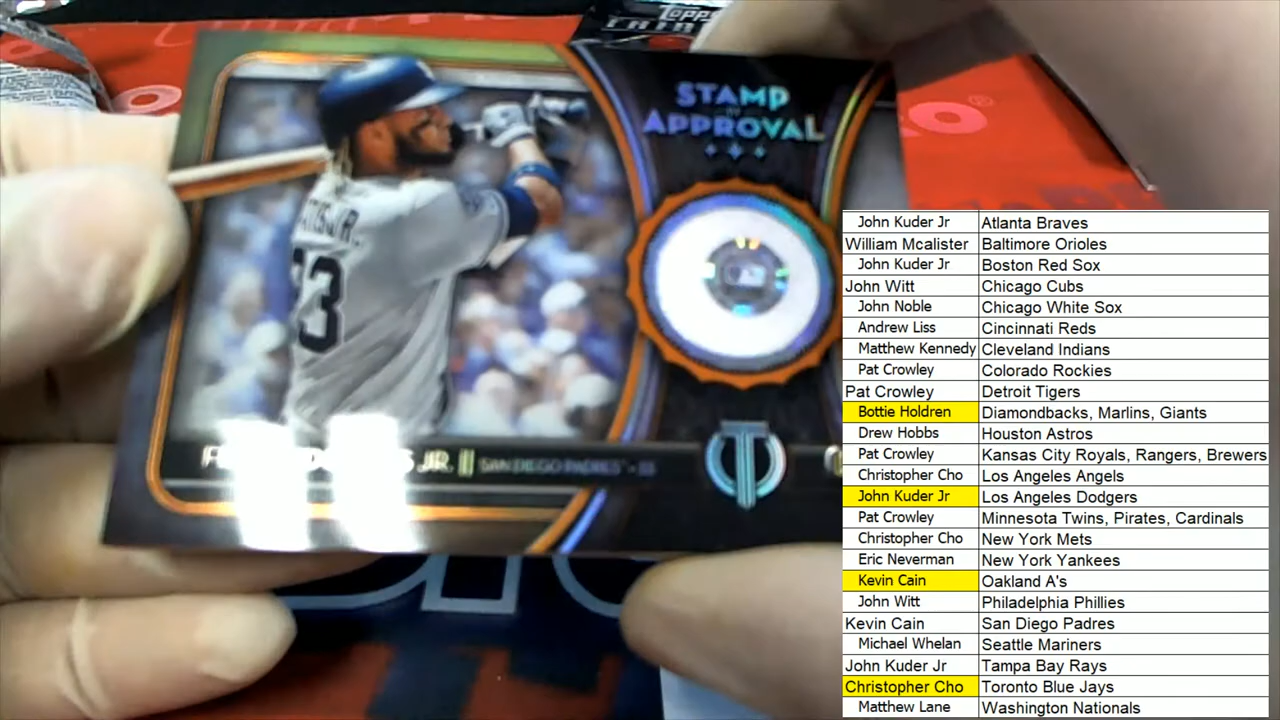 STAMP
OF
APPROVAL
TIS JR.
23
JR. SAN DIEGO PADRES
John Kuder Jr Atlanta Braves
William Mcalister Baltimore Orioles
John Kuder Jr Boston Red Sox
John Witt Chicago Cubs
John Noble Chicago White Sox
Andrew Liss Cincinnati Reds
Matthew Kennedy Cleveland Indians
Pat Crowley Colorado Rockies
Pat Crowley Detroit Tigers
Bottie Holdren Diamondbacks, Marlins, Giants
Drew Hobbs Houston Astros
Pat Crowley Kansas City Royals, Rangers, Brewers
Christopher Cho Los Angeles Angels
John Kuder Jr Los Angeles Dodgers
Pat Crowley Minnesota Twins, Pirates, Cardinals
Christopher Cho New York Mets
Eric Neverman New York Yankees
Kevin Cain Oakland A's
John Witt Philadelphia Phillies
Kevin Cain San Diego Padres
Michael Whelan Seattle Mariners
John Kuder Jr Tampa Bay Rays
Christopher Cho Toronto Blue Jays
Matthew Lane Washington Nationals